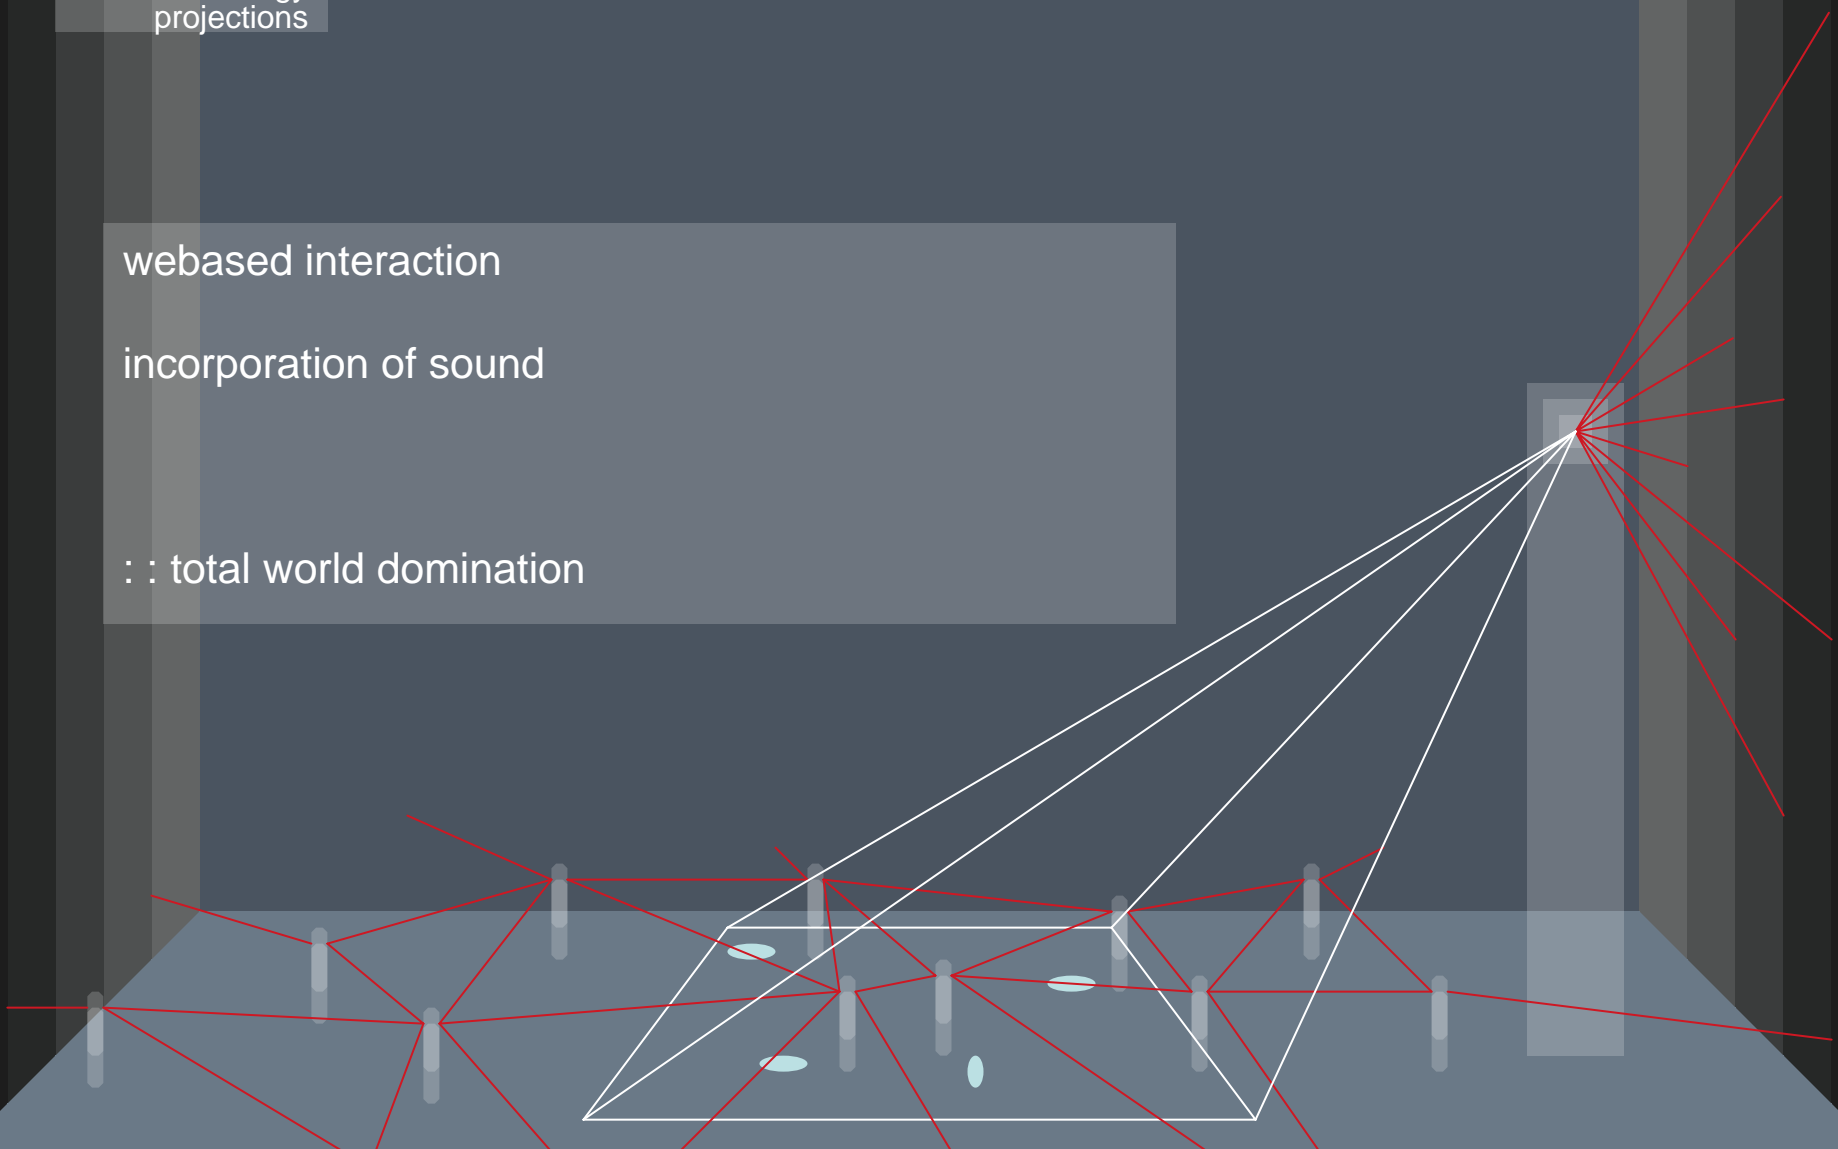 projections
webased interaction
incorporation of sound
: : total world domination